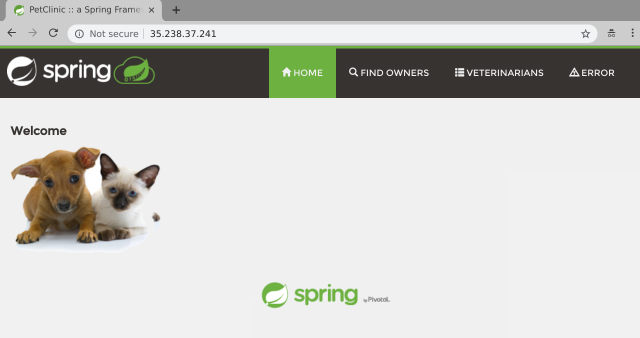 PetClinic :: a Spring Frame
Not secure 35.238.37.241
spring HOME FIND OWNERS VETERINARIANS ERROR
Welcome
spring by Pivotal.